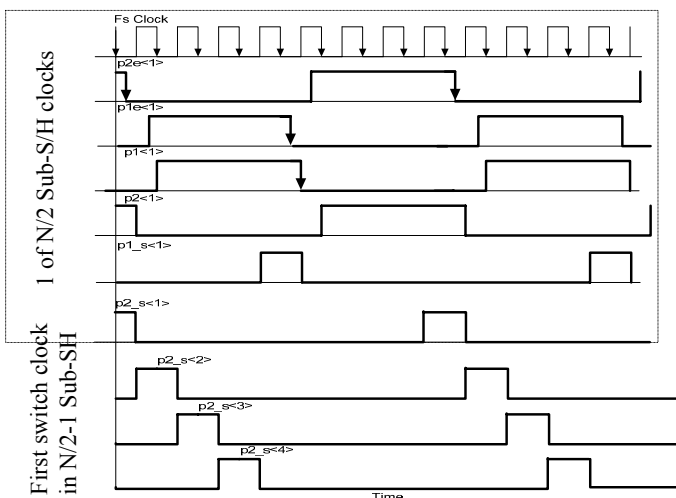 Fs Clock
p2e<1>
p1e<1>
p1<1>
p2<1>
p1_s<1>
p2_s<1>
p2_s<2>
p2_s<3>
p2_s<4>
Time
1 of N/2 Sub-S/H clocks
First switch clock
in N/2-1 Sub-SH